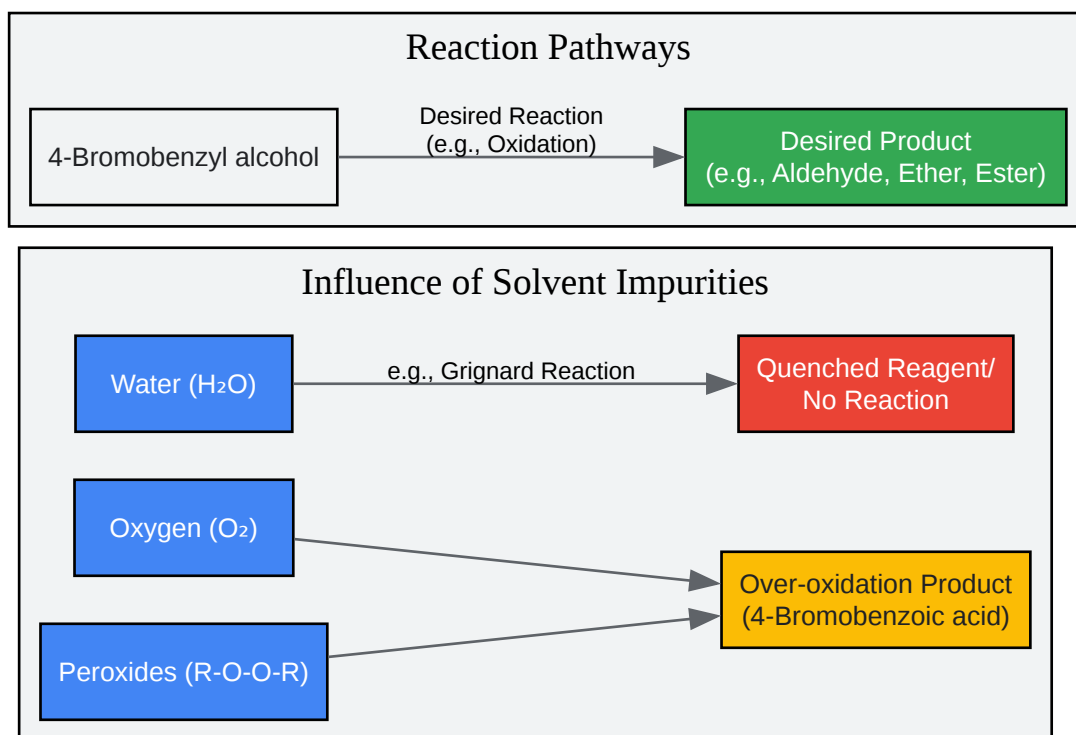 Reaction Pathways
4-Bromobenzyl alcohol
Desired Reaction
(e.g., Oxidation)
Desired Product
(e.g., Aldehyde, Ether, Ester)
Influence of Solvent Impurities
Water (H₂O)
e.g., Grignard Reaction
Quenched Reagent/
No Reaction
Oxygen (O₂)
Over-oxidation Product
(4-Bromobenzoic acid)
Peroxides (R-O-O-R)